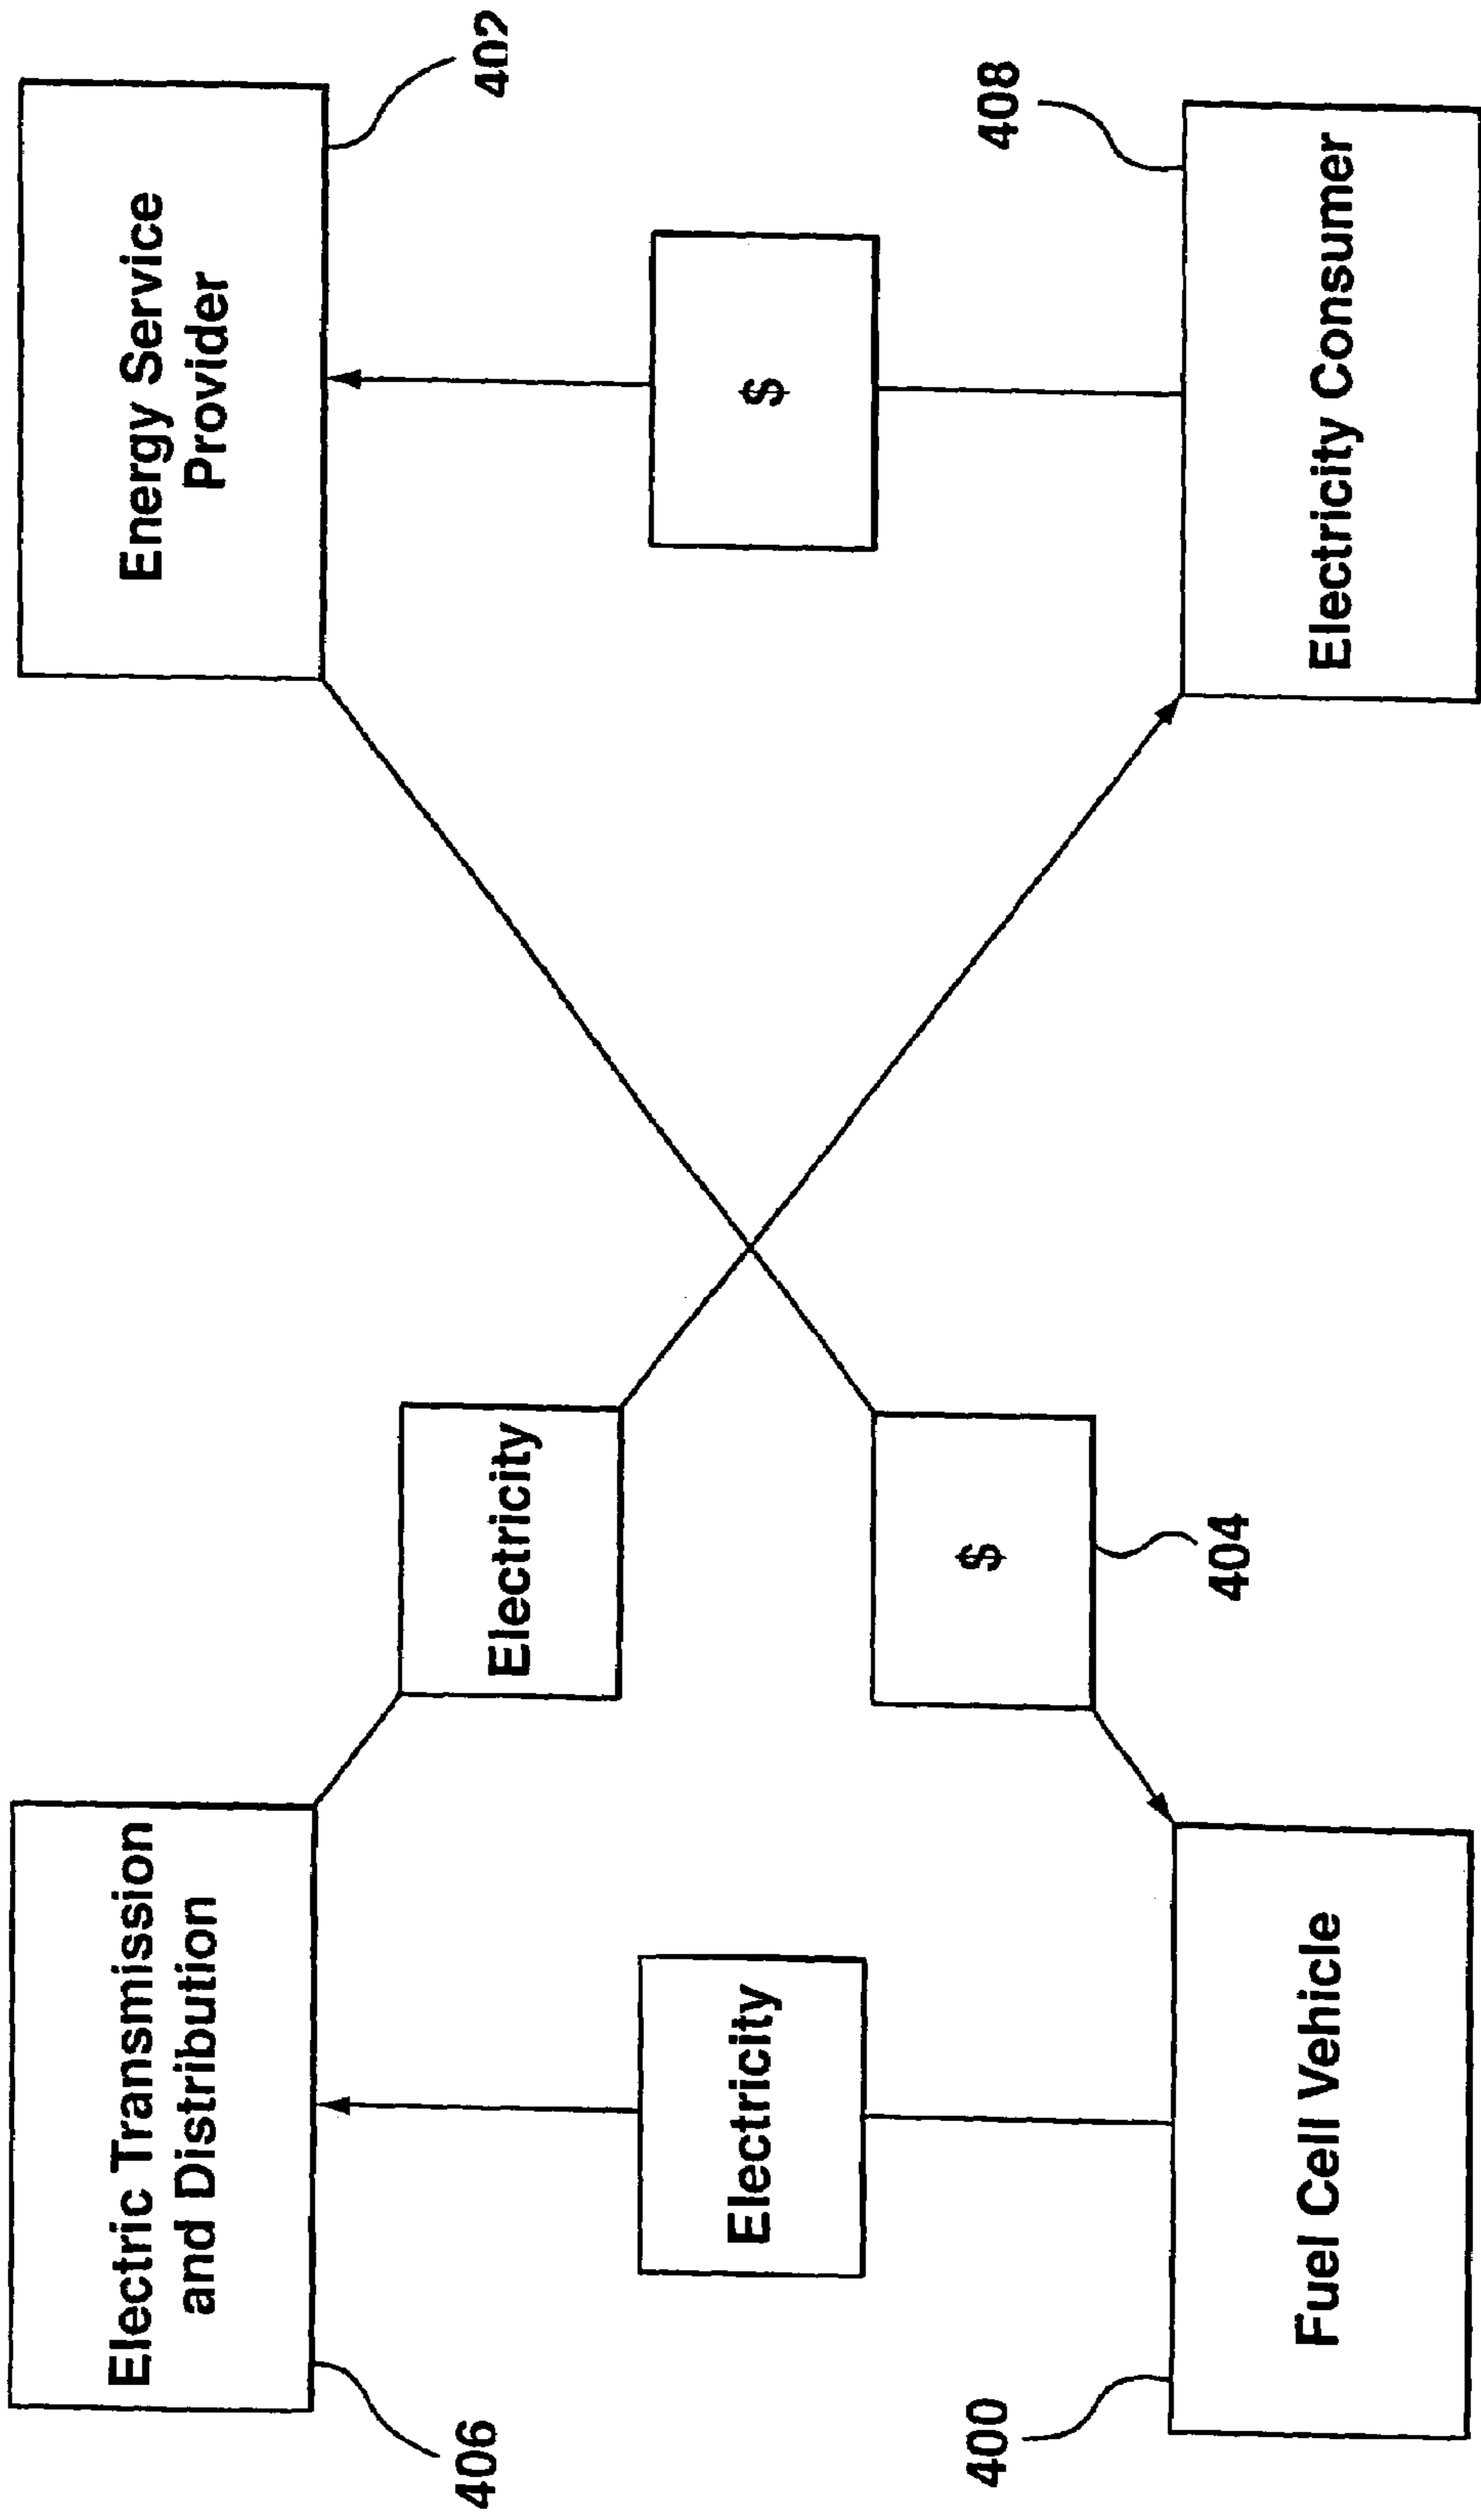 Electric Transmission
and Distribution
Energy Service
Provider
406
402
Electricity
Electricity
$
$
400
408
404
Fuel Cell Vehicle
Electricity Consumer